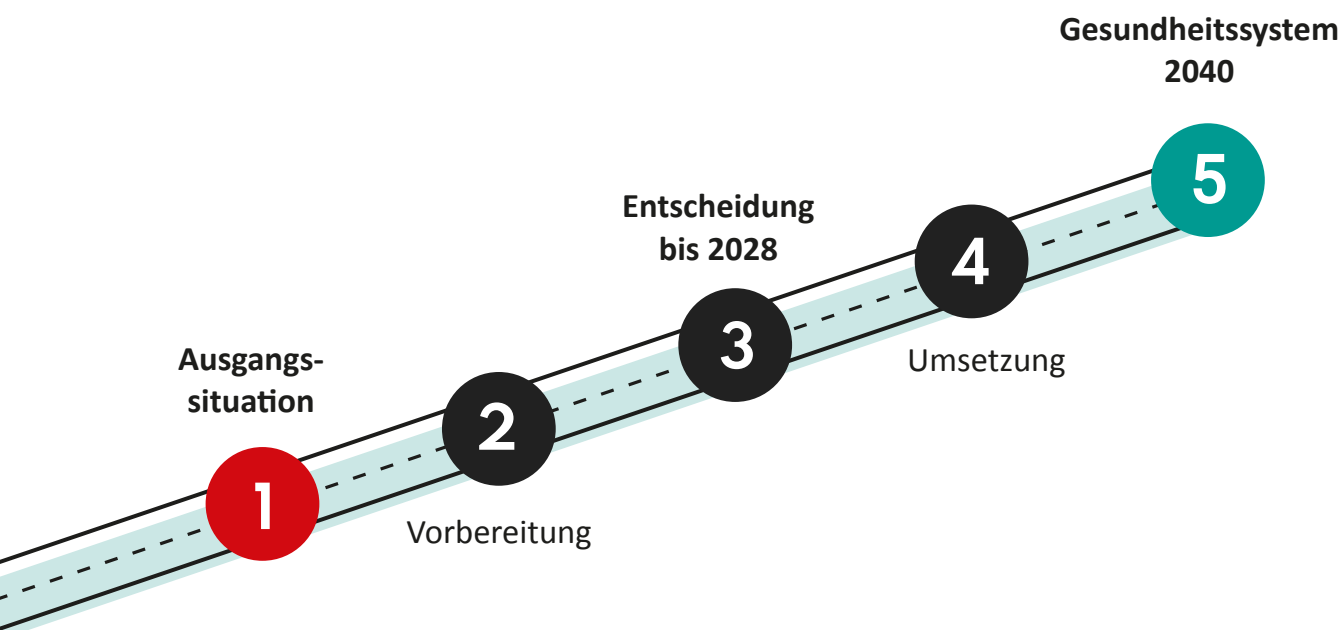 Ausgangs-
situation
1
2
Vorbereitung
Entscheidung
bis 2028
3
4
Umsetzung
Gesundheitssystem
2040
5